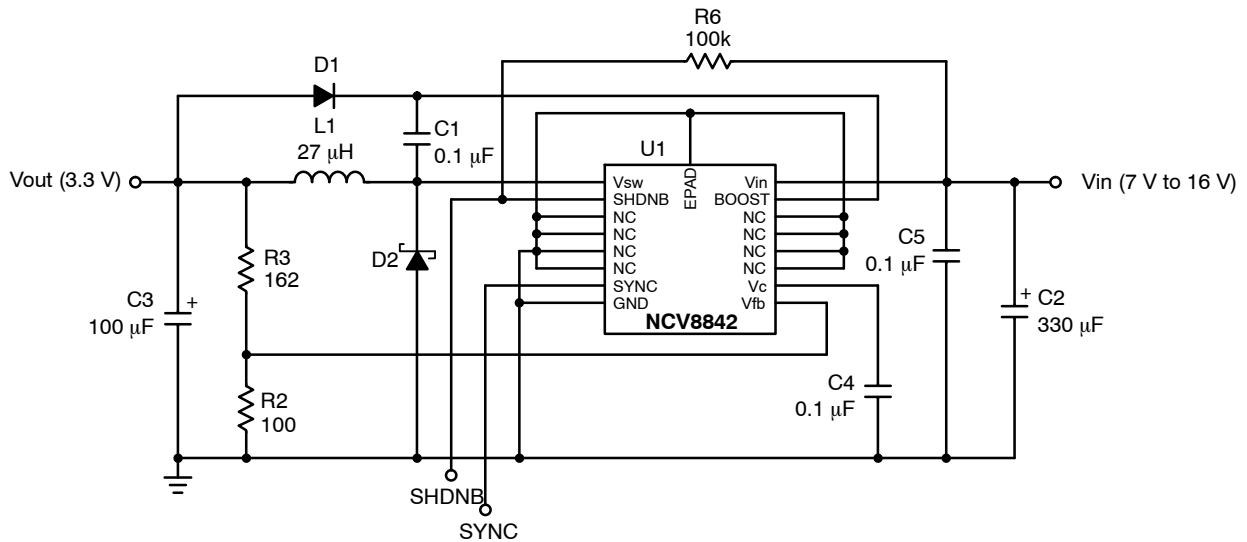 R6
100k
D1
L1
27 μH
C1
0.1 μF
U1
EPAD
Vout (3.3 V)
Vsw
SHDNB
NC
NC
NC
NC
SYNC
GND
Vin
BOOST
NC
NC
NC
NC
Vc
Vfb
NCV8842
Vin (7 V to 16 V)
R3
162
D2
C5
0.1 μF
C3
+
100 μF
+
C2
330 μF
R2
100
C4
0.1 μF
SHDNB
SYNC